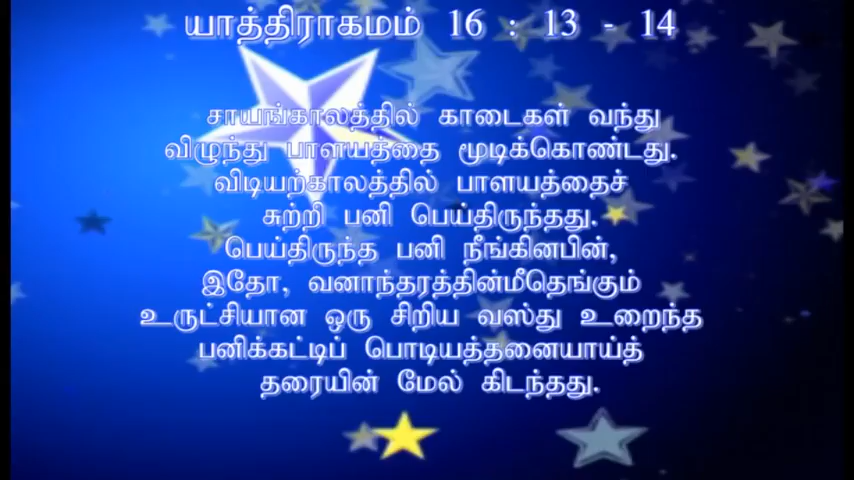 யாத்திராகமம் 16 : 13 - 14
சாயங்காலத்தில் காடைகள் வந்து
விழுந்து பாளயத்தை மூடிக்கொண்டது.
விடியற்காலத்தில் பாளயத்தைச்
சுற்றி பனி பெய்திருந்தது.
பெய்திருந்த பனி நீங்கினபின்,
இதோ, வனாந்தரத்தின்மீதெங்கும்
உருட்சியான ஒரு சிறிய வஸ்து உறைந்த
பனிக்கட்டிப் பொடியத்தனையாய்த்
தரையின் மேல் கிடந்தது.